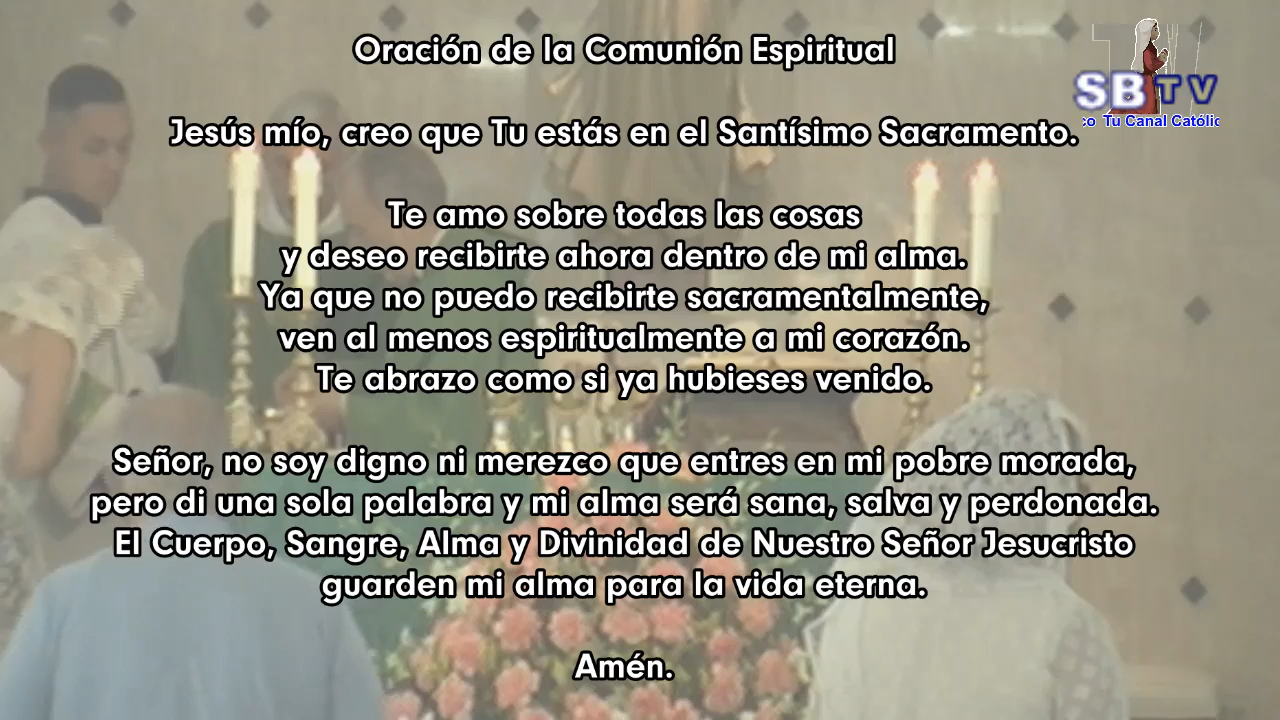 Oración de la Comunión Espiritual
SB TV
Tu Canal
Jesús mío, creo que Tu estás en el Santísimo Sacramento.
Te amo sobre todas las cosas
y deseo recibirte ahora dentro de mi alma.
Ya que no puedo recibirte sacramentalmente,
ven al menos espiritualmente a mi corazón.
Te abrazo como si ya hubieses venido.
Señor, no soy digno ni merezco que entres en mi pobre morada,
pero di una sola palabra y mi alma será sana, salva y perdonada.
El Cuerpo, Sangre, Alma y Divinidad de Nuestro Señor Jesucristo
guarden mi alma para la vida eterna.
Amén.